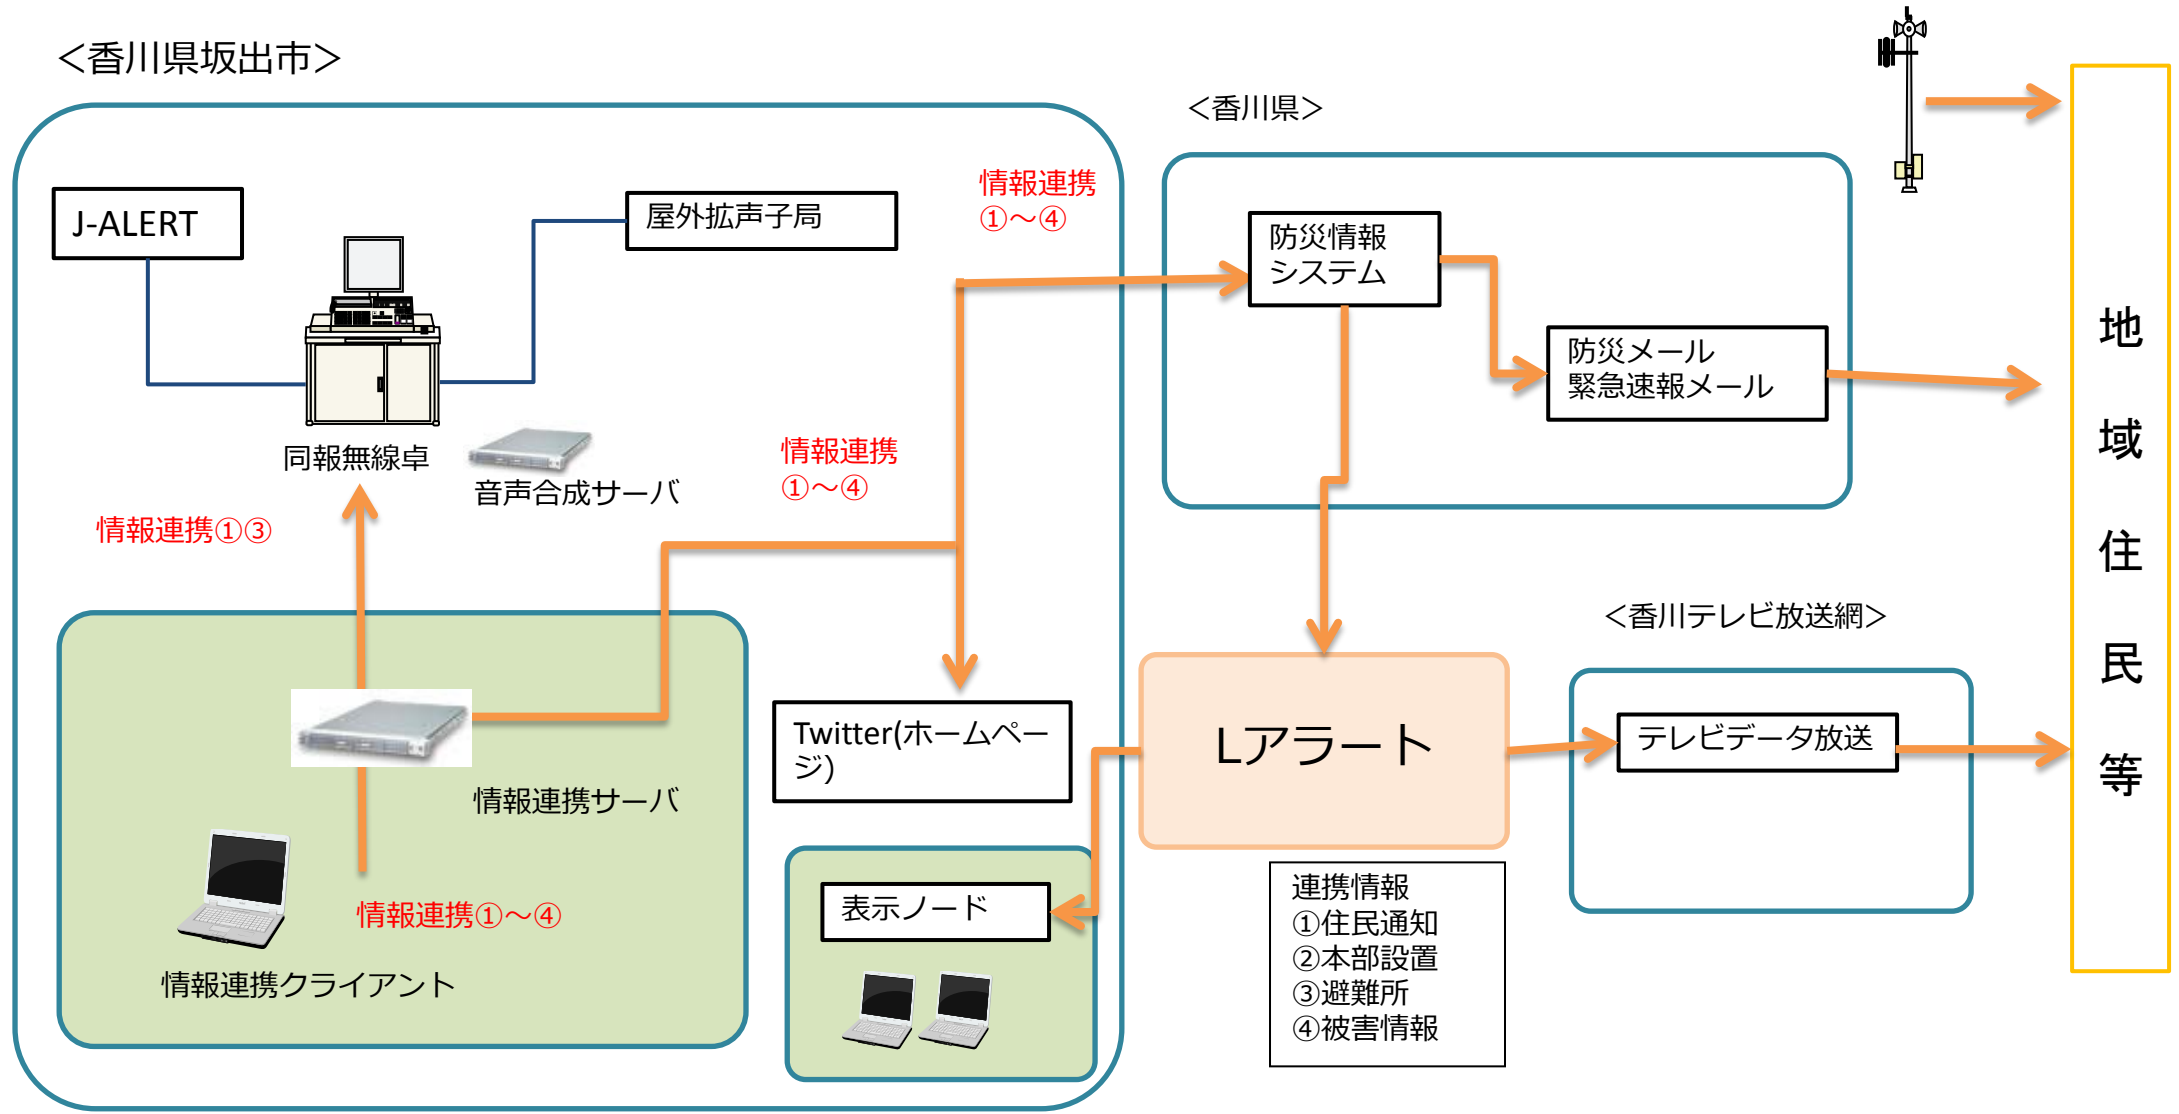 ＜香川県坂出市＞
J-ALERT
屋外拡声子局
同報無線卓
音声合成サーバ
情報連携①③
情報連携
①～④
情報連携
①～④
情報連携サーバ
情報連携①～④
情報連携クライアント
Twitter(ホームペー
ジ)
表示ノード
＜香川県＞
防災情報
システム
防災メール
緊急速報メール
Lアラート
連携情報
①住民通知
②本部設置
③避難所
④被害情報
＜香川テレビ放送網＞
テレビデータ放送
地
域
住
民
等